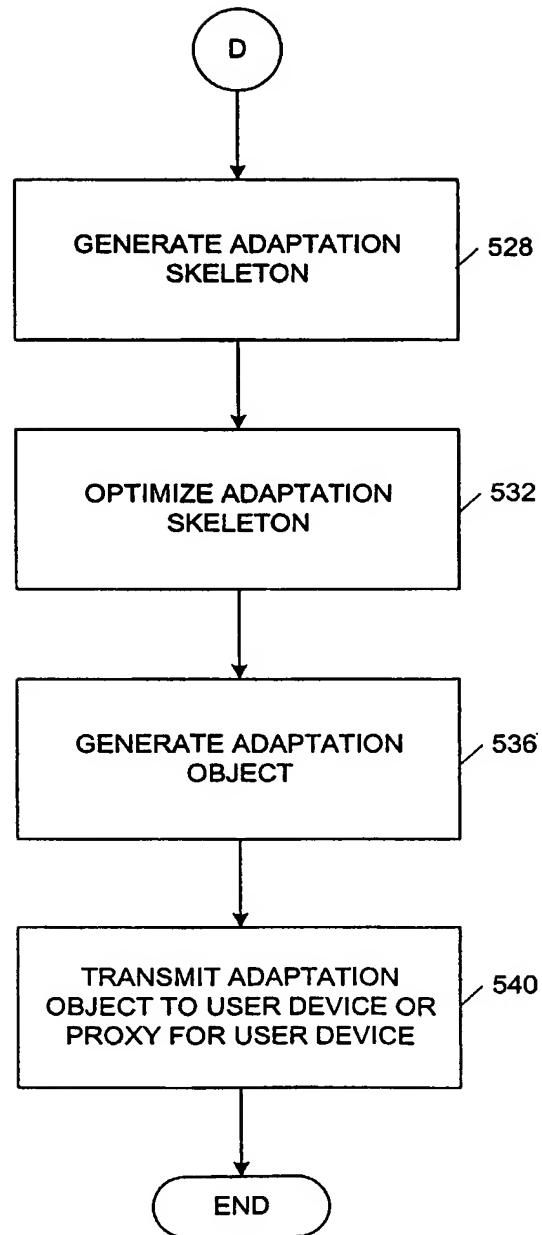 D
GENERATE ADAPTATION
SKELETON
528
OPTIMIZE ADAPTATION
SKELETON
532
GENERATE ADAPTATION
OBJECT
536
TRANSMIT ADAPTATION
OBJECT TO USER DEVICE OR
PROXY FOR USER DEVICE
540
END